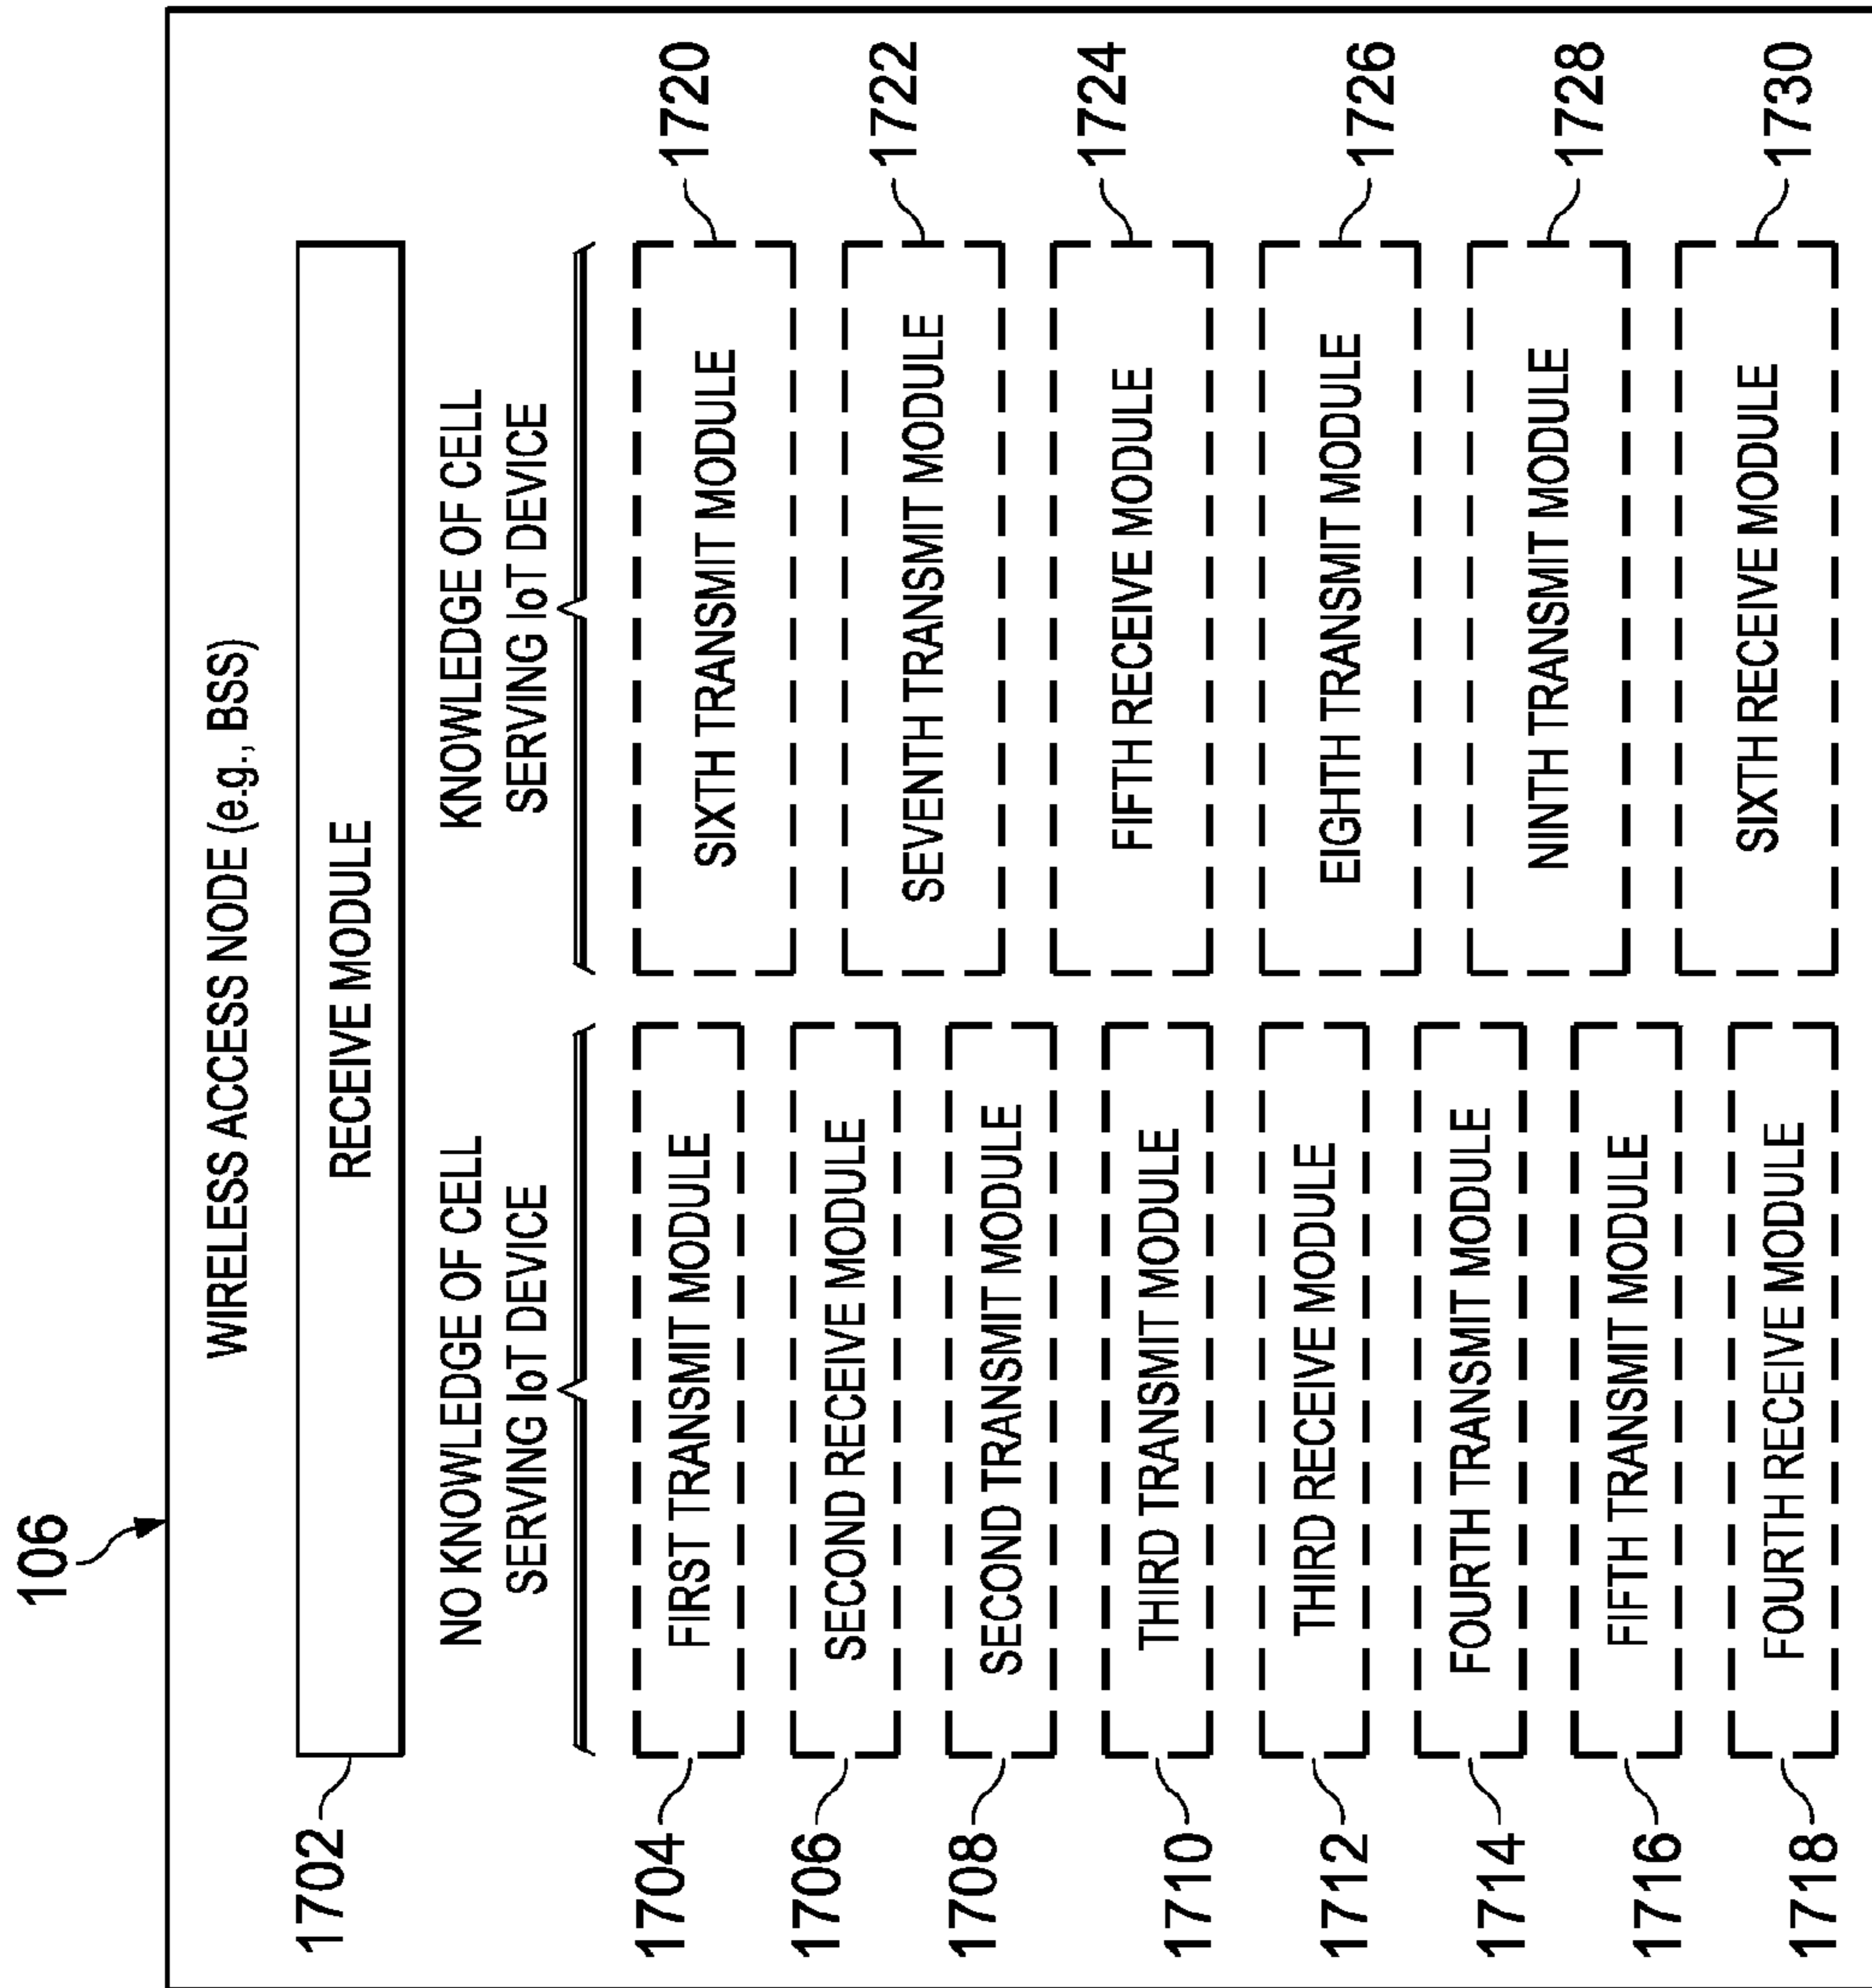 106
WIRELESS ACCESS NODE (e.g., BSS)
1702
RECEIVE MODULE
NO KNOWLEDGE OF CELL
SERVING IoT DEVICE
1704
FIRST TRANSMIT MODULE
1706
SECOND RECEIVE MODULE
1708
SECOND TRANSMIT MODULE
1710
THIRD TRANSMIT MODULE
1712
THIRD RECEIVE MODULE
1714
FOURTH TRANSMIT MODULE
1716
FIFTH TRANSMIT MODULE
1718
FOURTH RECEIVE MODULE
KNOWLEDGE OF CELL
SERVING IoT DEVICE
SIXTH TRANSMIT MODULE
1720
SEVENTH TRANSMIT MODULE
1722
FIFTH RECEIVE MODULE
1724
EIGHTH TRANSMIT MODULE
1726
NINTH TRANSMIT MODULE
1728
SIXTH RECEIVE MODULE
1730